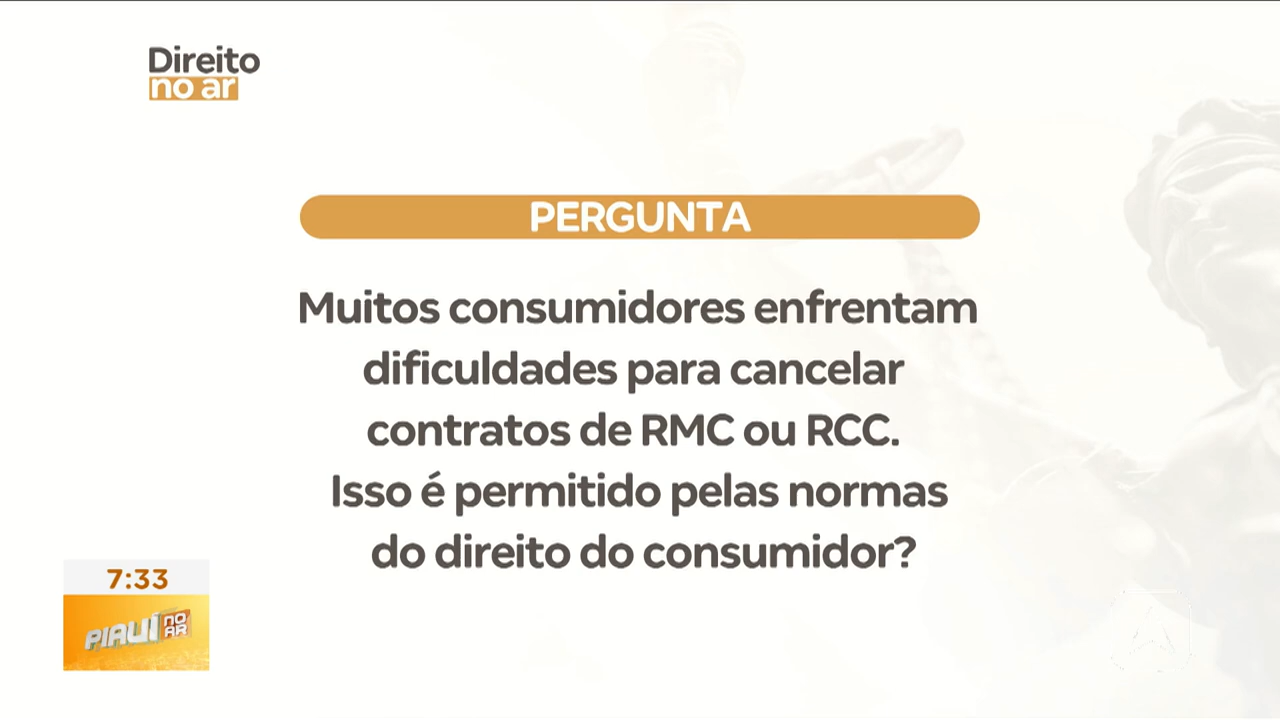 Direito
no ar
PERGUNTA
Muitos consumidores enfrentam
dificuldades para cancelar
contratos de RMC ou RCC.
Isso é permitido pelas normas
do direito do consumidor?
7:33
PIAUÍ NO
AR